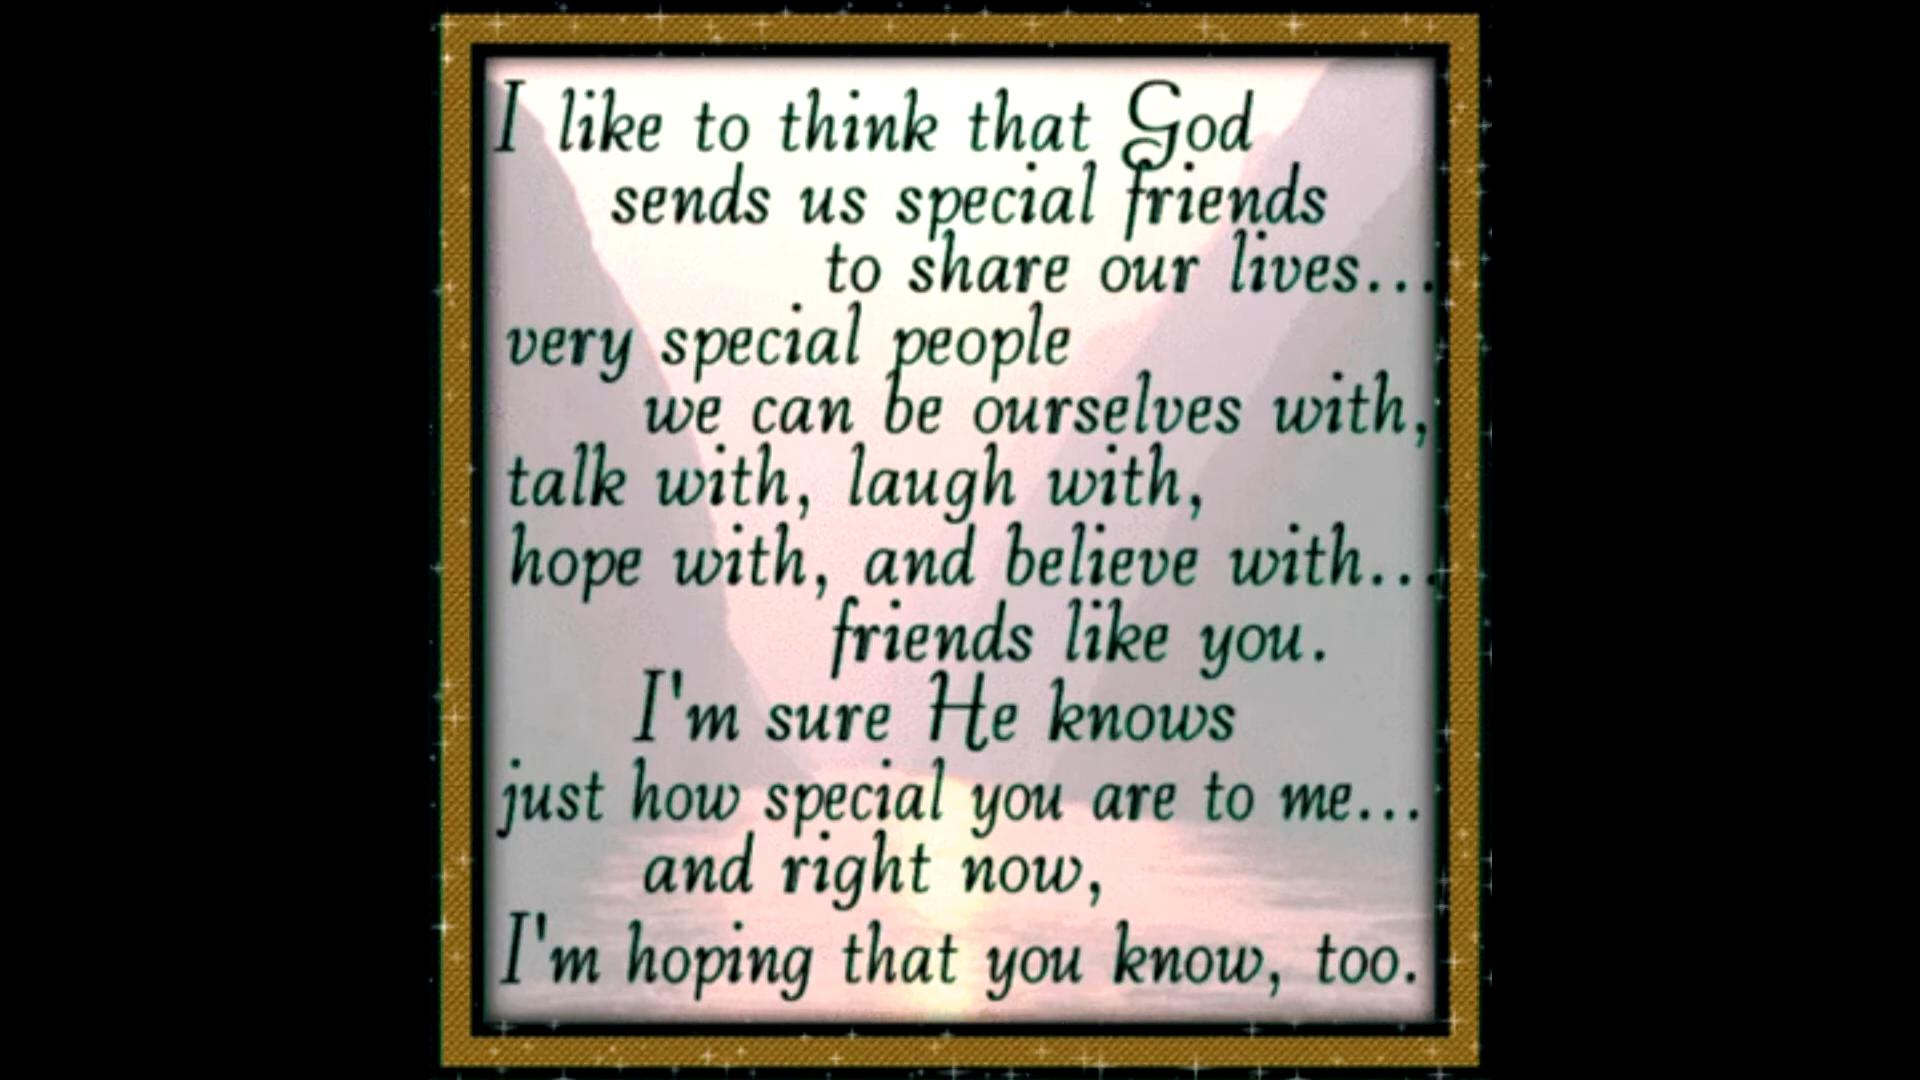 I like to think that God
sends us special friends
to share our lives...
very special people
we can be ourselves with,
talk with, laugh with,
hope with, and believe with...
friends like you.
I'm sure He knows
just how special you are to me...
and right now,
I'm hoping that you know, too.